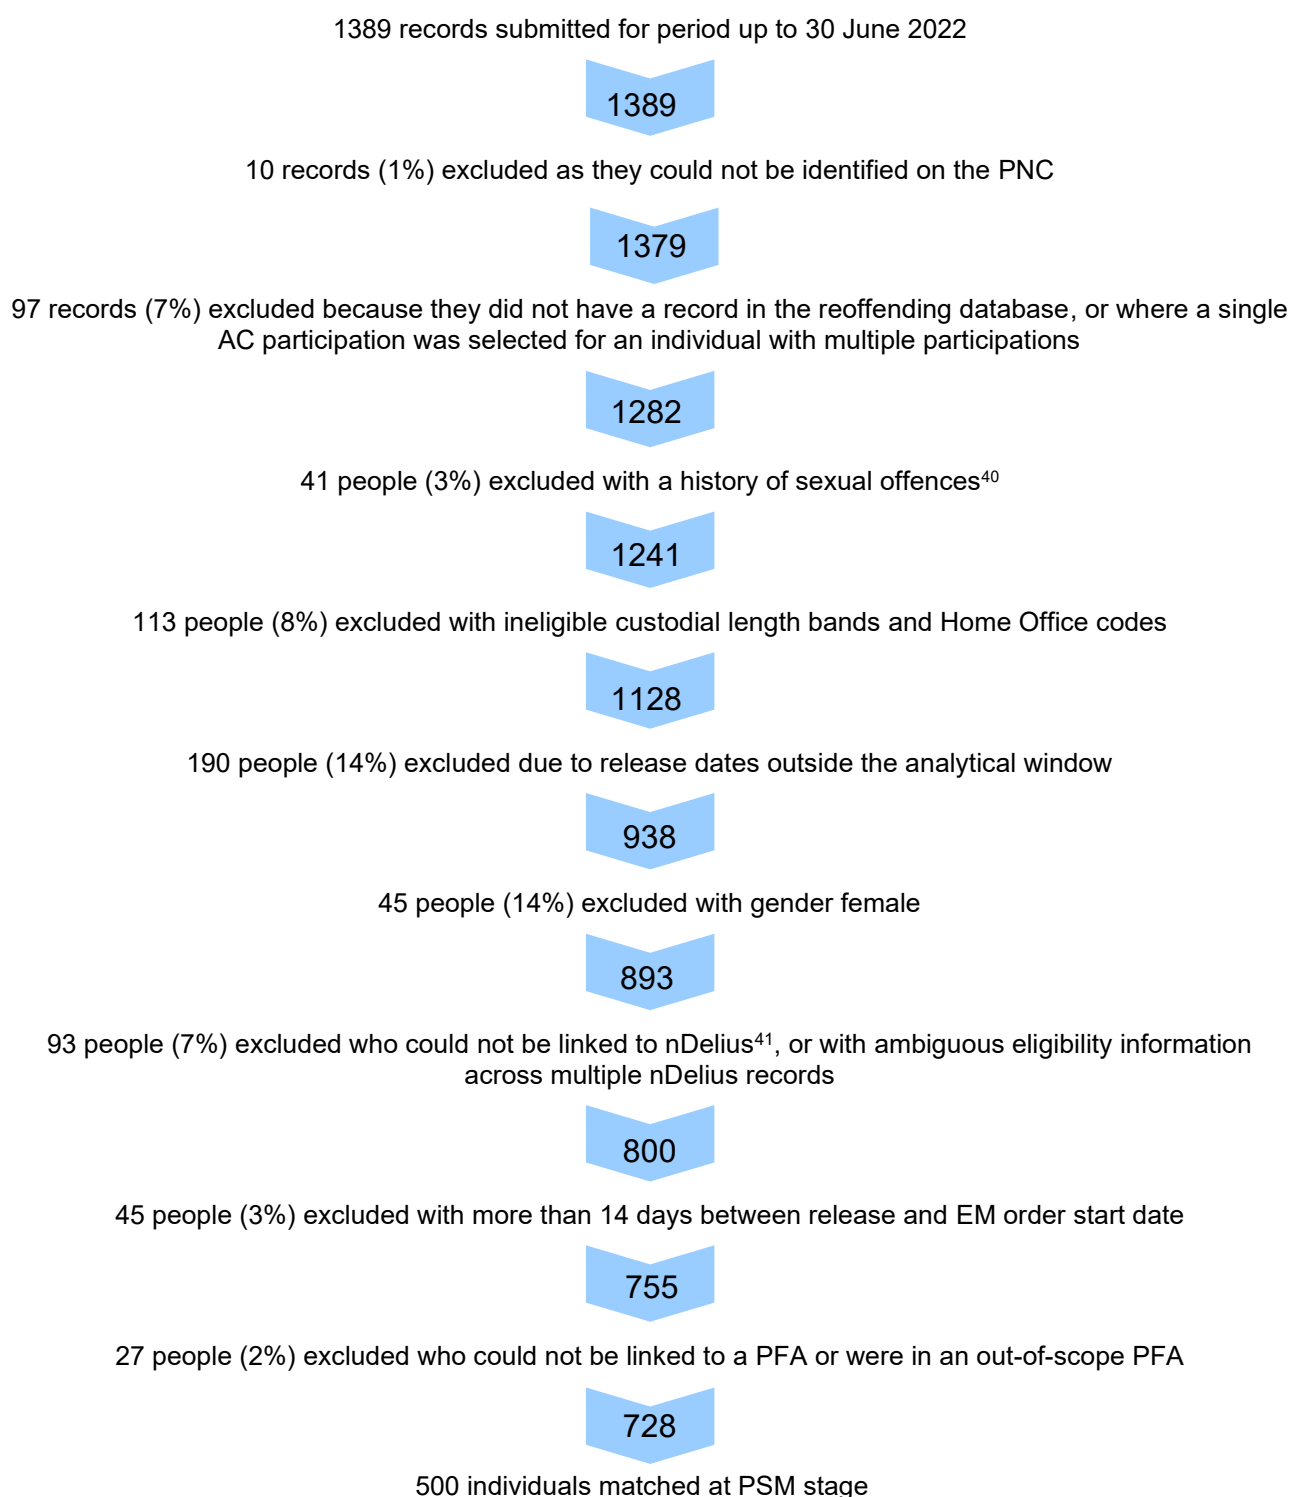 1389 records submitted for period up to 30 June 2022
1389
10 records (1%) excluded as they could not be identified on the PNC
1379
97 records (7%) excluded because they did not have a record in the reoffending database, or where a single
AC participation was selected for an individual with multiple participations
1282
41 people (3%) excluded with a history of sexual offences⁴⁰
1241
113 people (8%) excluded with ineligible custodial length bands and Home Office codes
1128
190 people (14%) excluded due to release dates outside the analytical window
938
45 people (14%) excluded with gender female
893
93 people (7%) excluded who could not be linked to nDelius⁴¹, or with ambiguous eligibility information
across multiple nDelius records
800
45 people (3%) excluded with more than 14 days between release and EM order start date
755
27 people (2%) excluded who could not be linked to a PFA or were in an out-of-scope PFA
728
500 individuals matched at PSM stage